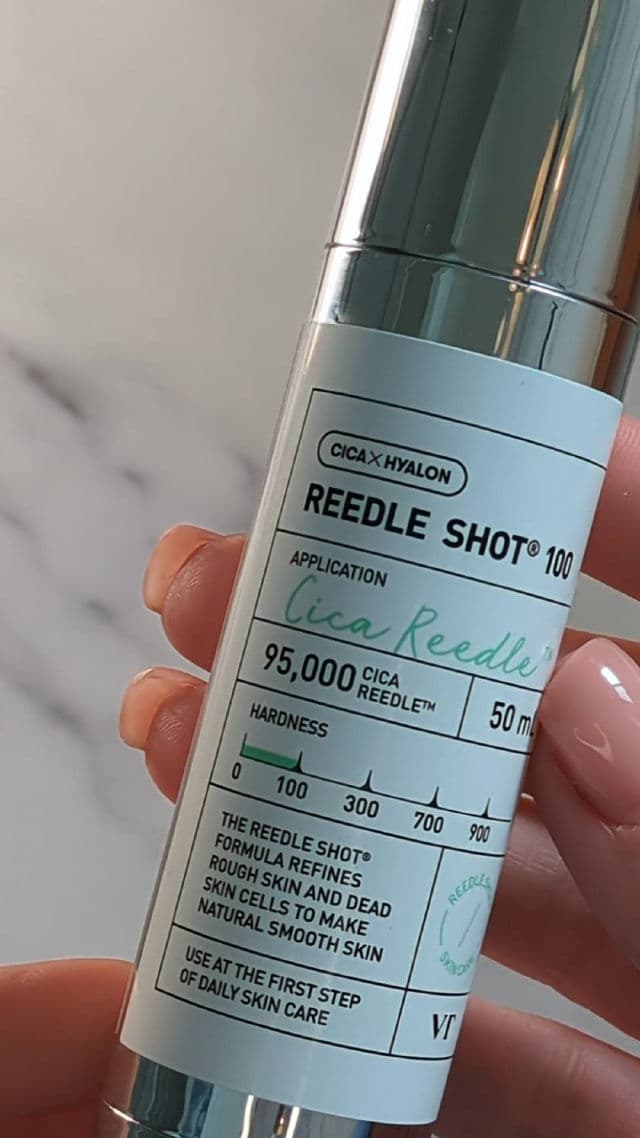 CICA×HYALON
REEDLE SHOT® 100
APPLICATION
Cica Reedle™
95,000 CICA REEDLE™
50 m
HARDNESS
0 100 300 700 900
THE REEDLE SHOT®
FORMULA REFINES
ROUGH SKIN AND DEAD
SKIN CELLS TO MAKE
NATURAL SMOOTH SKIN
USE AT THE FIRST STEP
OF DAILY SKIN CARE
VT